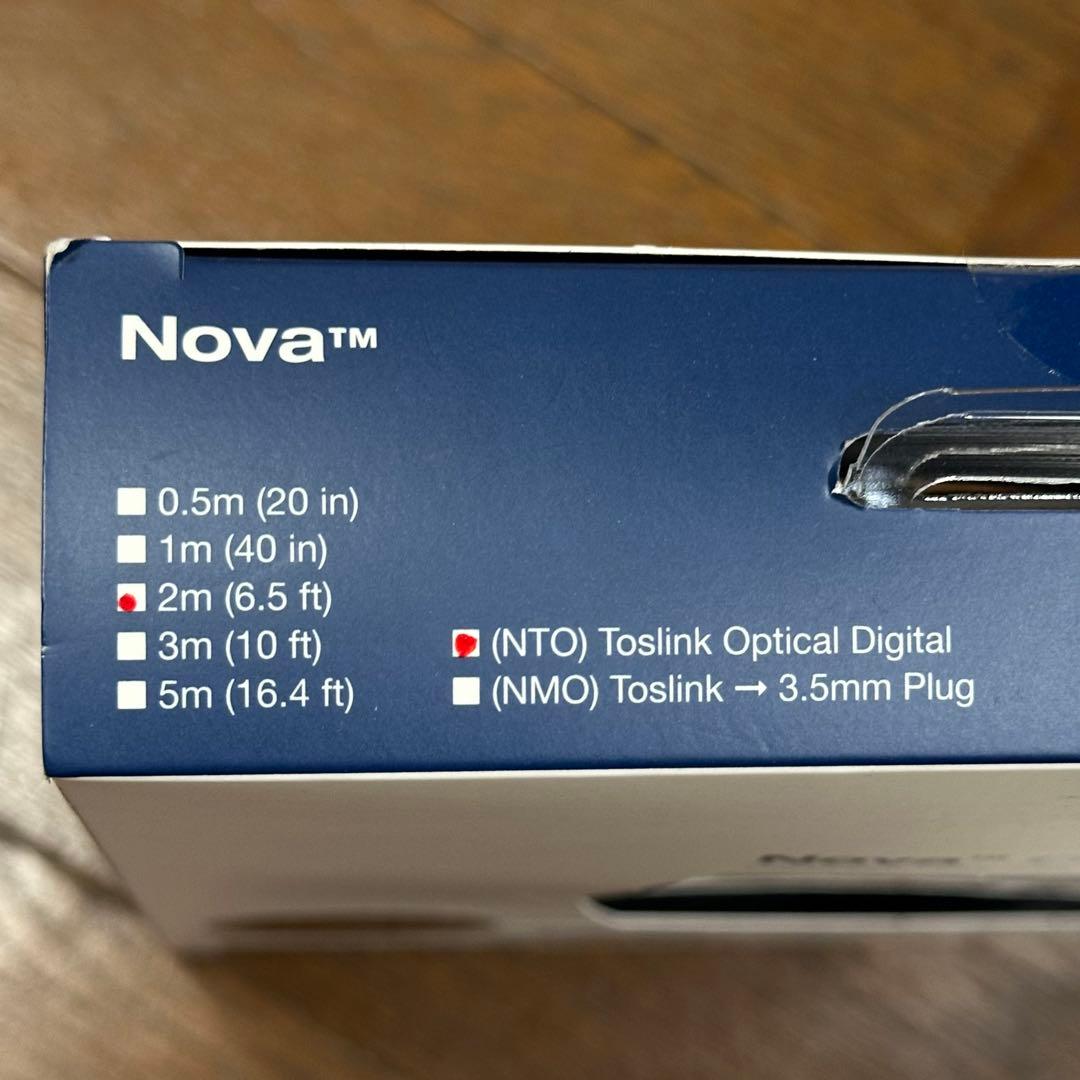 Nova™
0.5m (20 in)
1m (40 in)
2m (6.5 ft)
3m (10 ft)
5m (16.4 ft)
(NTO) Toslink Optical Digital
(NMO) Toslink → 3.5mm Plug
Nova™